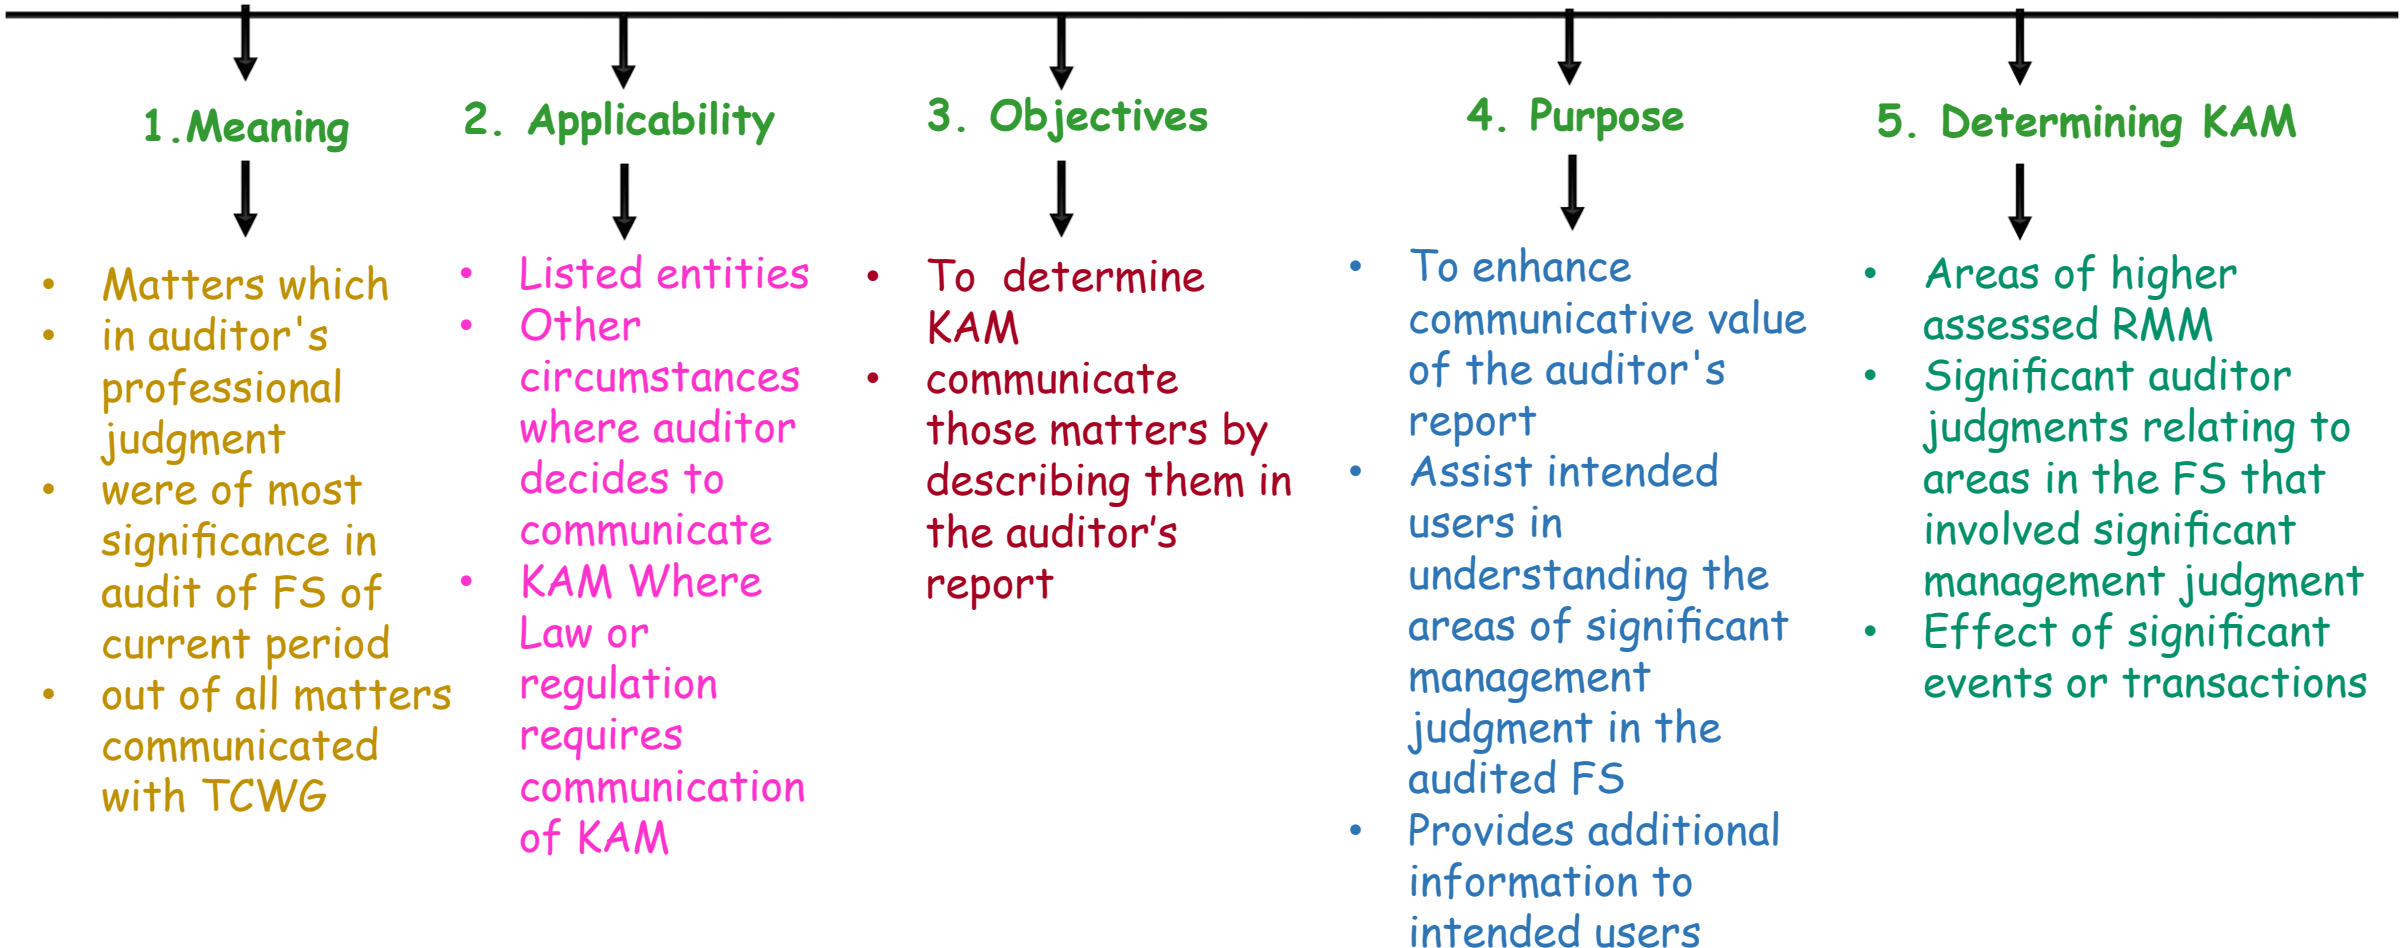 1.Meaning
• Matters which
• in auditor's
professional
judgment
• were of most
significance in
audit of FS of
current period
• out of all matters
communicated
with TCWG
2. Applicability
• Listed entities
• Other
circumstances
where auditor
decides to
communicate
• KAM Where
Law or
regulation
requires
communication
of KAM
3. Objectives
• To determine
KAM
• communicate
those matters by
describing them in
the auditor’s
report
4. Purpose
• To enhance
communicative value
of the auditor's
report
• Assist intended
users in
understanding the
areas of significant
management
judgment in the
audited FS
• Provides additional
information to
intended users
5. Determining KAM
• Areas of higher
assessed RMM
• Significant auditor
judgments relating to
areas in the FS that
involved significant
management judgment
• Effect of significant
events or transactions